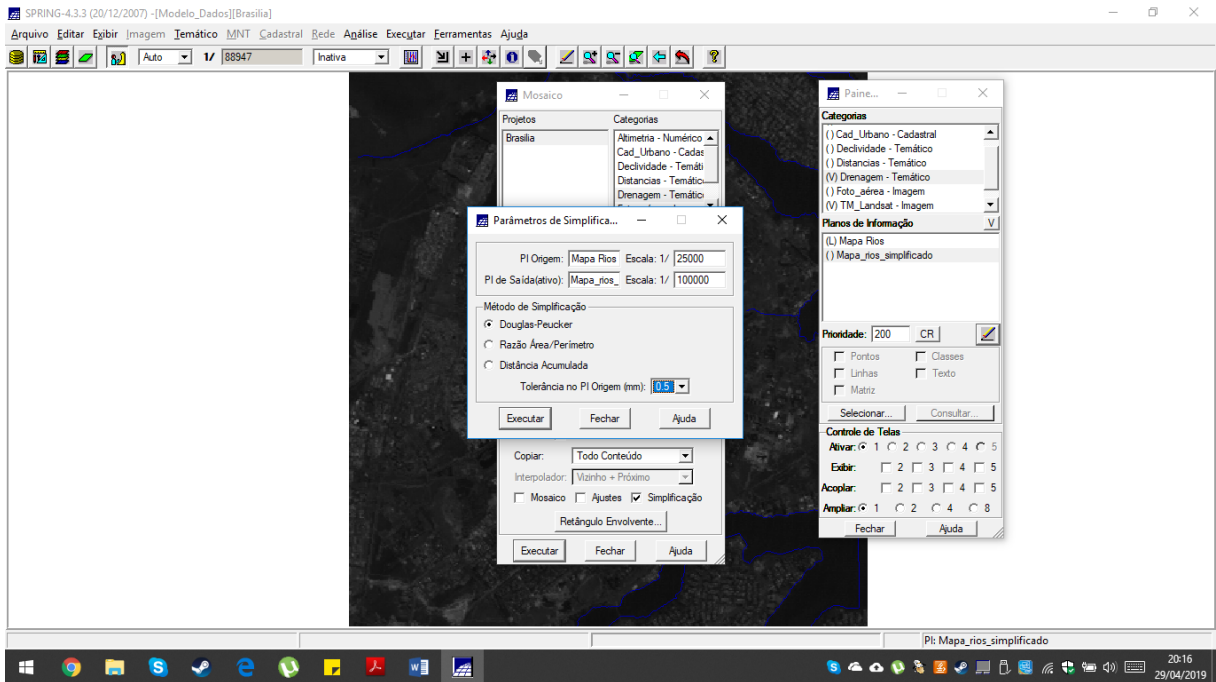 SPRING-4.3.3 (20/12/2007) -[Modelo_Dados][Brasilia]
Arquivo Editar Exibir Imagem Temático MNT Cadastral Rede Análise Executar Ferramentas Ajuda
Auto 1/ 88947 Inativa
Mosaico
Projetos Categorias
Brasilia
Altimetria - Numérico
Cad_Urbano - Cadas
Declividade - Temáti
Distancias - Temático
Drenagem - Temático
Parâmetros de Simplifica...
PI Origem: Mapa Rios Escala: 1/ 25000
PI de Saída(ativo): Mapa_rios_ Escala: 1/ 100000
Método de Simplificação
Douglas-Peucker
Razão Área/Perímetro
Distância Acumulada
Tolerância no PI Origem (mm): 0.5
Executar Fechar Ajuda
Copiar: Todo Conteúdo
Interpolador: Vizinho + Próximo
Mosaico Ajustes Simplificação
Retângulo Envolvente...
Executar Fechar Ajuda
Paine...
Categorias
( ) Cad_Urbano - Cadastral
( ) Declividade - Temático
( ) Distancias - Temático
(V) Drenagem - Temático
( ) Foto_aérea - Imagem
(V) TM_Landsat - Imagem
Planos de Informação V
(L) Mapa Rios
( ) Mapa_rios_simplificado
Prioridade: 200 CR
Pontos Classes
Linhas Texto
Matriz
Selecionar... Consultar...
Controle de Telas
Ativar: 1 2 3 4 5
Exibir: 2 3 4 5
Acoplar: 2 3 4 5
Ampliar: 1 2 4 8
Fechar Ajuda
PI: Mapa_rios_simplificado
20:16
29/04/2019